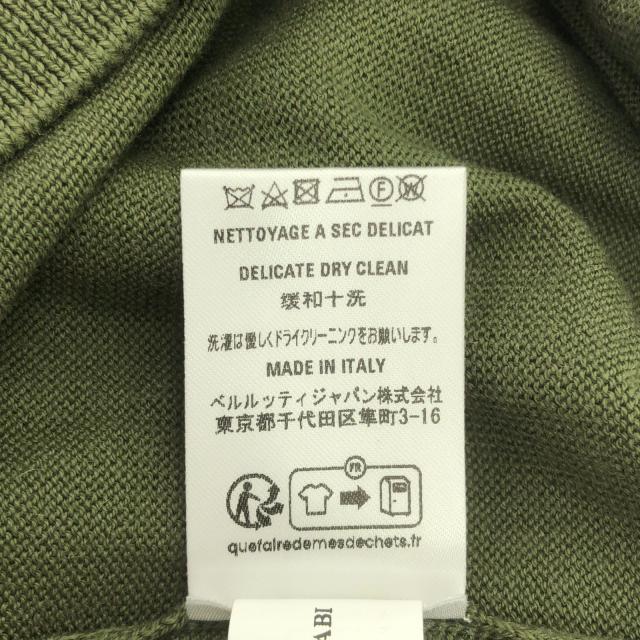 F W
NETTOYAGE A SEC DELICAT
DELICATE DRY CLEAN
缓和十洗
洗濯は優しくドライクリーニングをお願いします。
MADE IN ITALY
ベルルッティジャパン株式会社
東京都千代田区隼町3-16
FR
quefairedemesdechets.fr
ABI